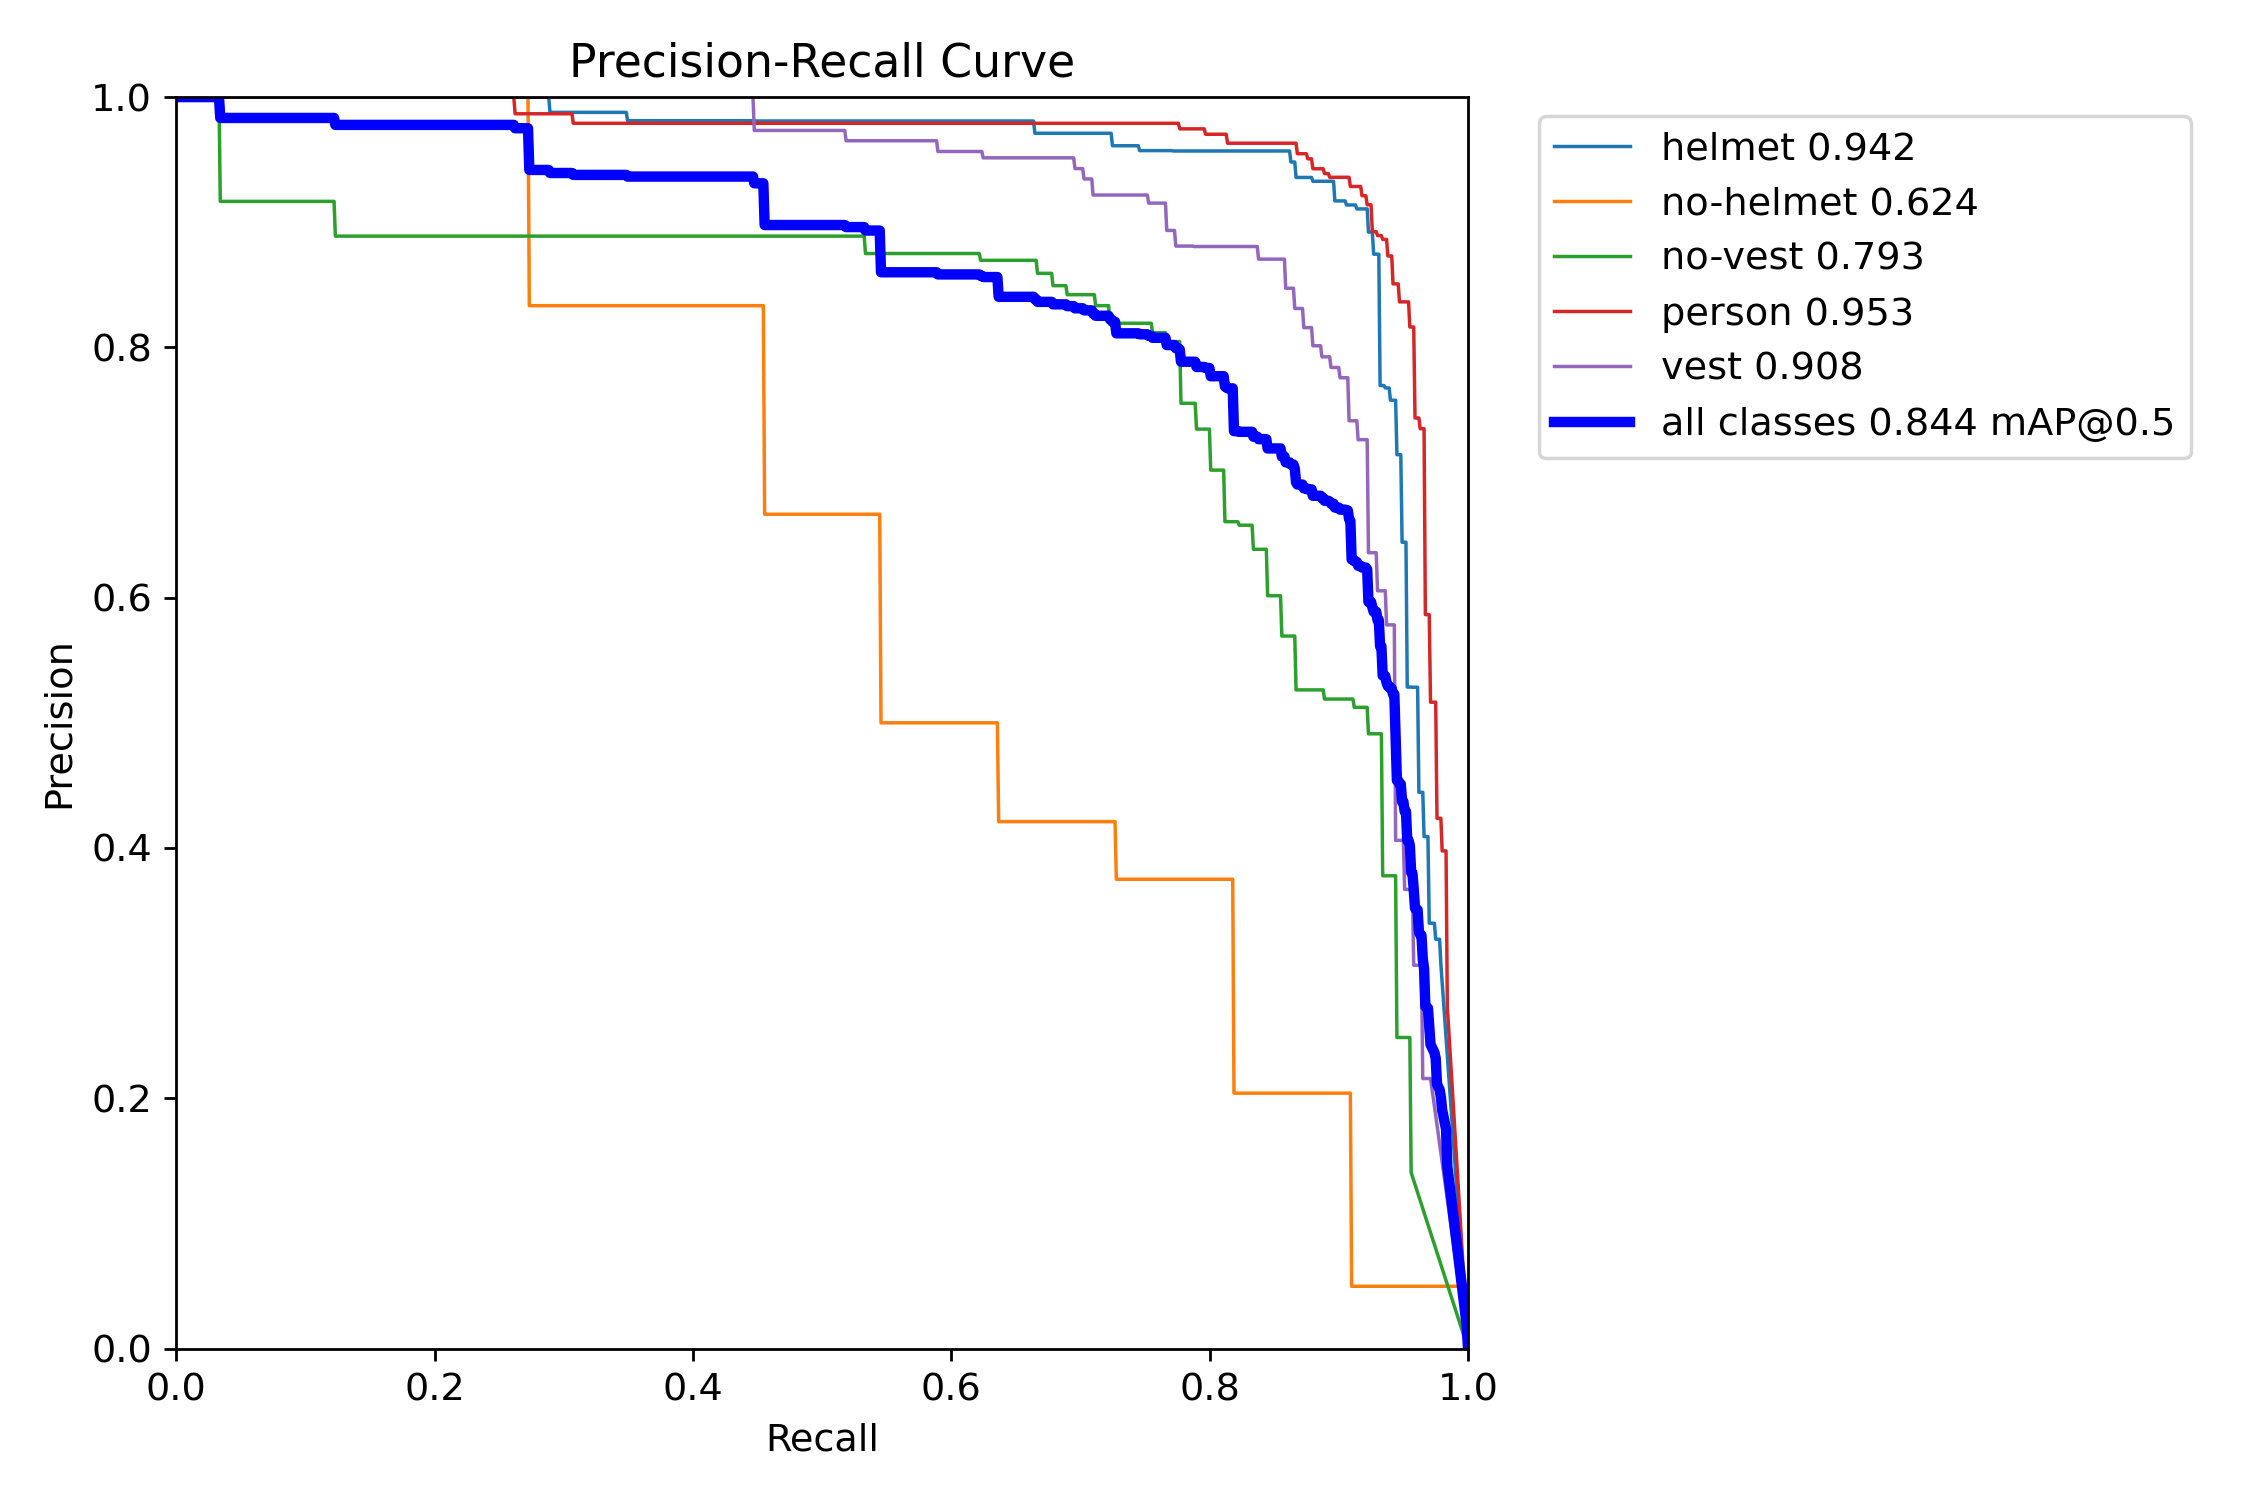 Precision-Recall Curve
helmet 0.942
no-helmet 0.624
no-vest 0.793
person 0.953
vest 0.908
all classes 0.844 mAP@0.5
Precision
1.0
0.8
0.6
0.4
0.2
0.0
0.0 0.2 0.4 0.6 0.8 1.0
Recall